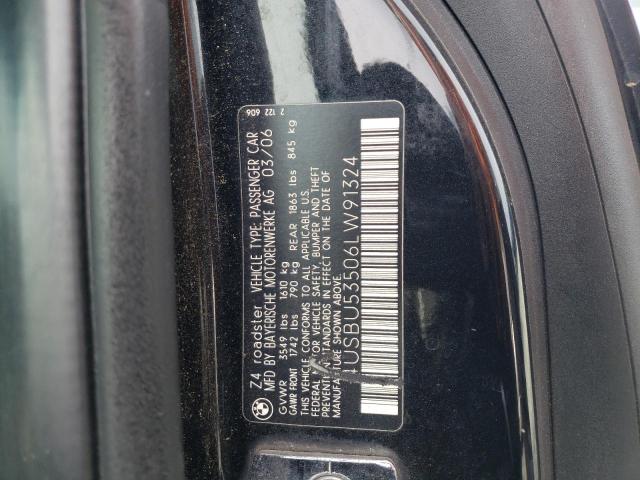 Z4 roadster VEHICLE TYPE: PASSENGER CAR
MFD BY BAYERISCHE MOTORENWERKE AG 03/06
GVWR 3549 lbs 1610 kg
GAWR FRONT 1742 lbs 790 kg REAR 1863 lbs 845 kg
THIS VEHICLE CONFORMS TO ALL APPLICABLE U.S.
FEDERAL MOTOR VEHICLE SAFETY, BUMPER AND THEFT
PREVENTION STANDARDS IN EFFECT ON THE DATE OF
MANUFACTURE SHOWN ABOVE.
4USBU53506LW91324
7 122 606